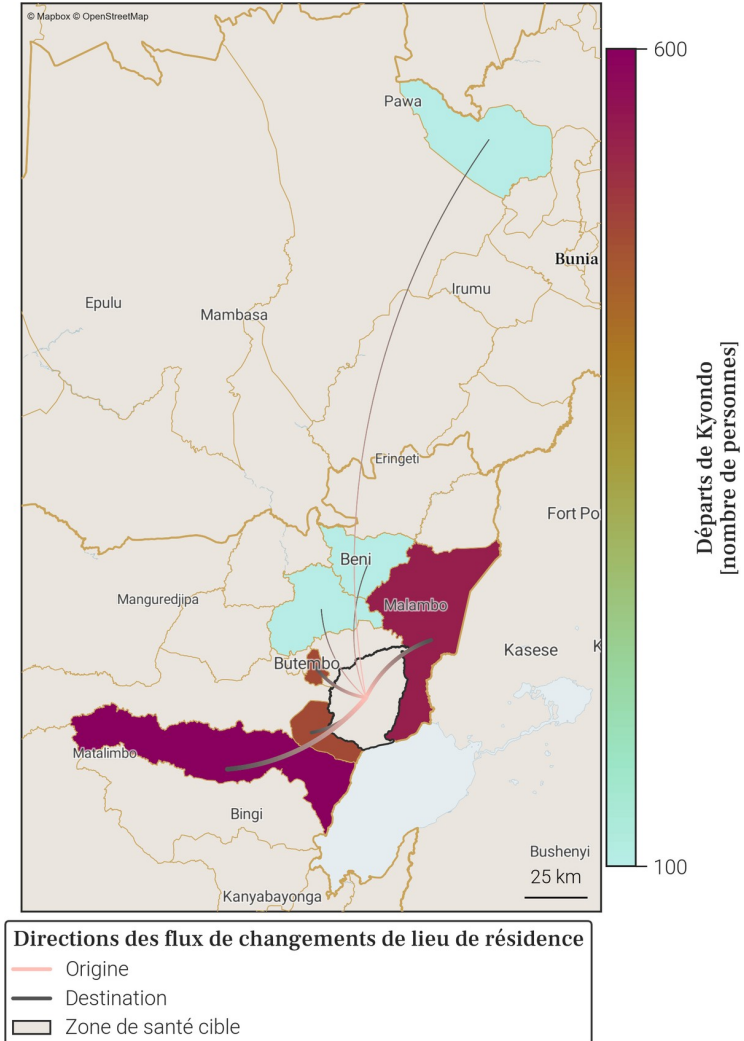 © Mapbox © OpenStreetMap
600
Pawa
Bunia
Irumu
Epulu
Mambasa
Départs de Kyondo
[nombre de personnes]
Eringeti
Fort Po
Beni
Manguredjipa
Malambo
Kasese
K
Butembo
Matalimbo
Bingi
Bushenyi
100
25 km
Kanyabayonga
Directions des flux de changements de lieu de résidence
Origine
Destination
Zone de santé cible